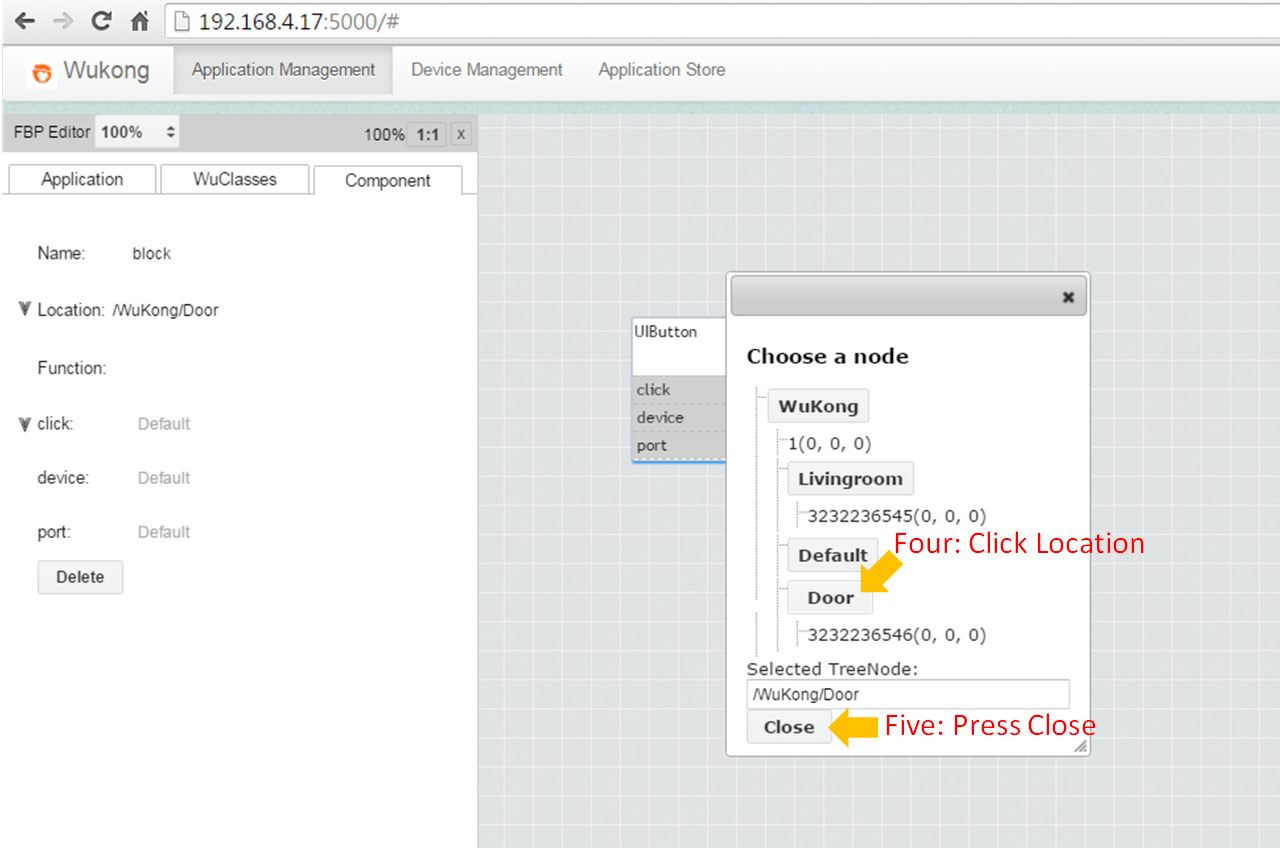 192.168.4.17:5000/#
Wukong Application Management Device Management Application Store
FBP Editor 100% 100% 1:1 x
Application WuClasses Component
Name: block
Location: /WuKong/Door
Function:
click: Default
device: Default
port: Default
Delete
UIButton
click
device
port
Choose a node
WuKong
1(0, 0, 0)
Livingroom
3232236545(0, 0, 0)
Default
Four: Click Location
Door
3232236546(0, 0, 0)
Selected TreeNode:
/WuKong/Door
Close
Five: Press Close